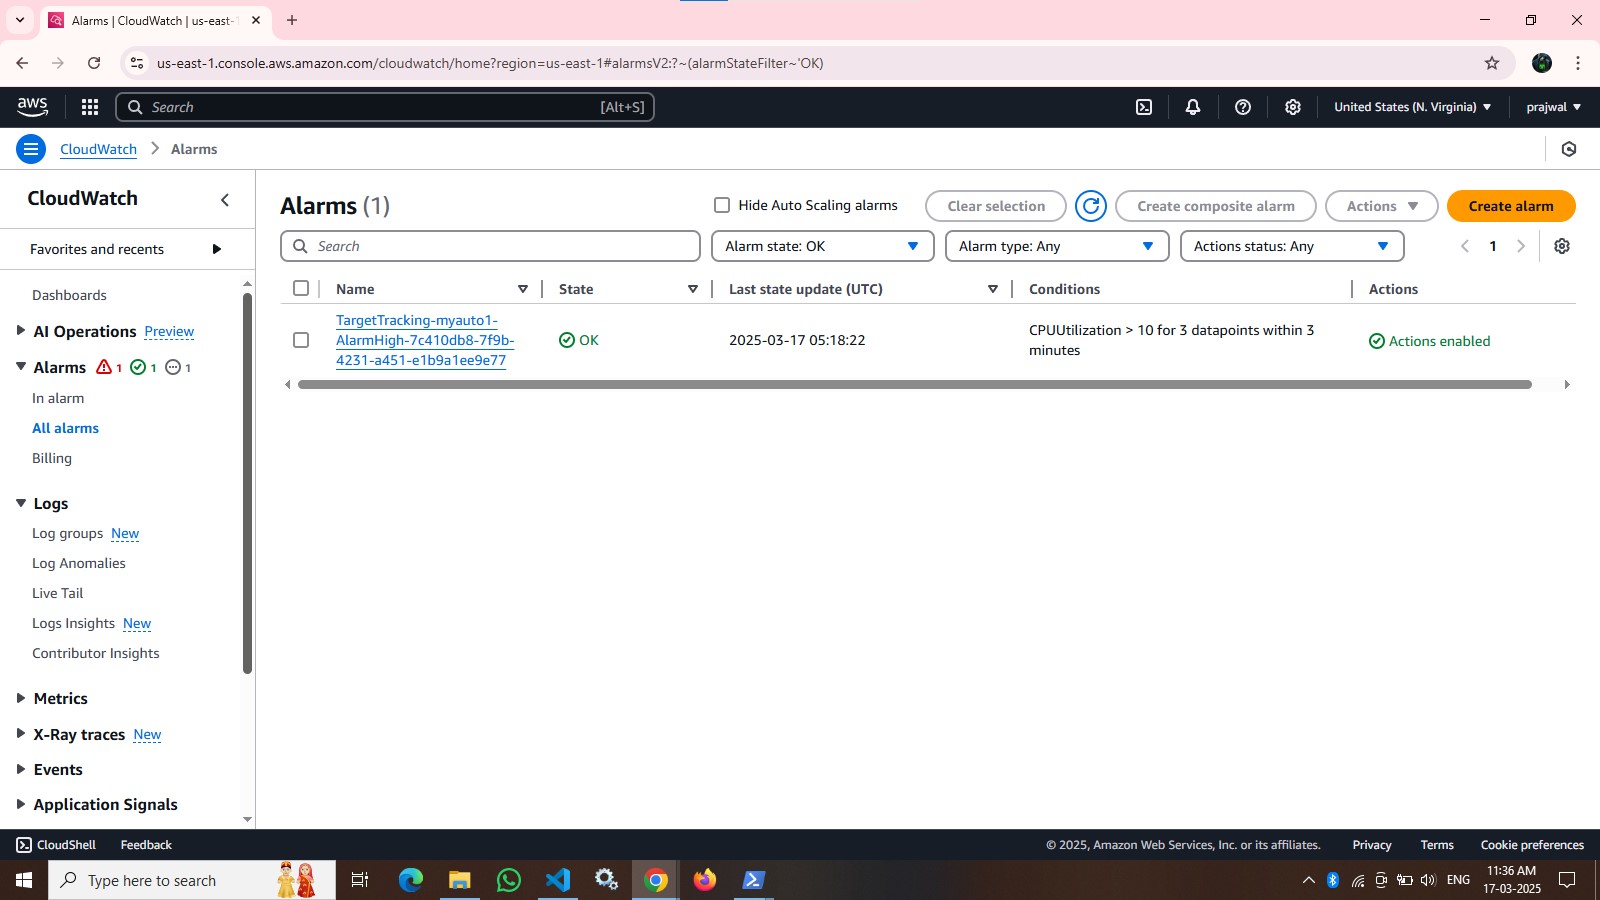 Alarms | CloudWatch | us-east-1
us-east-1.console.aws.amazon.com/cloudwatch/home?region=us-east-1#alarmsV2:?~(alarmStateFilter~'OK)
aws
Search [Alt+S]
United States (N. Virginia)
prajwal
CloudWatch > Alarms
CloudWatch
Favorites and recents
Dashboards
AI Operations Preview
Alarms 1 1 1
In alarm
All alarms
Billing
Logs
Log groups New
Log Anomalies
Live Tail
Logs Insights New
Contributor Insights
Metrics
X-Ray traces New
Events
Application Signals
Alarms (1)
Hide Auto Scaling alarms
Clear selection
Create composite alarm
Actions
Create alarm
Search
Alarm state: OK
Alarm type: Any
Actions status: Any
1
Name
State
Last state update (UTC)
Conditions
Actions
TargetTracking-myauto1-
AlarmHigh-7c410db8-7f9b-
4231-a451-e1b9a1ee9e77
OK
2025-03-17 05:18:22
CPUUtilization > 10 for 3 datapoints within 3
minutes
Actions enabled
CloudShell
Feedback
© 2025, Amazon Web Services, Inc. or its affiliates.
Privacy
Terms
Cookie preferences
Type here to search
ENG
11:36 AM
17-03-2025